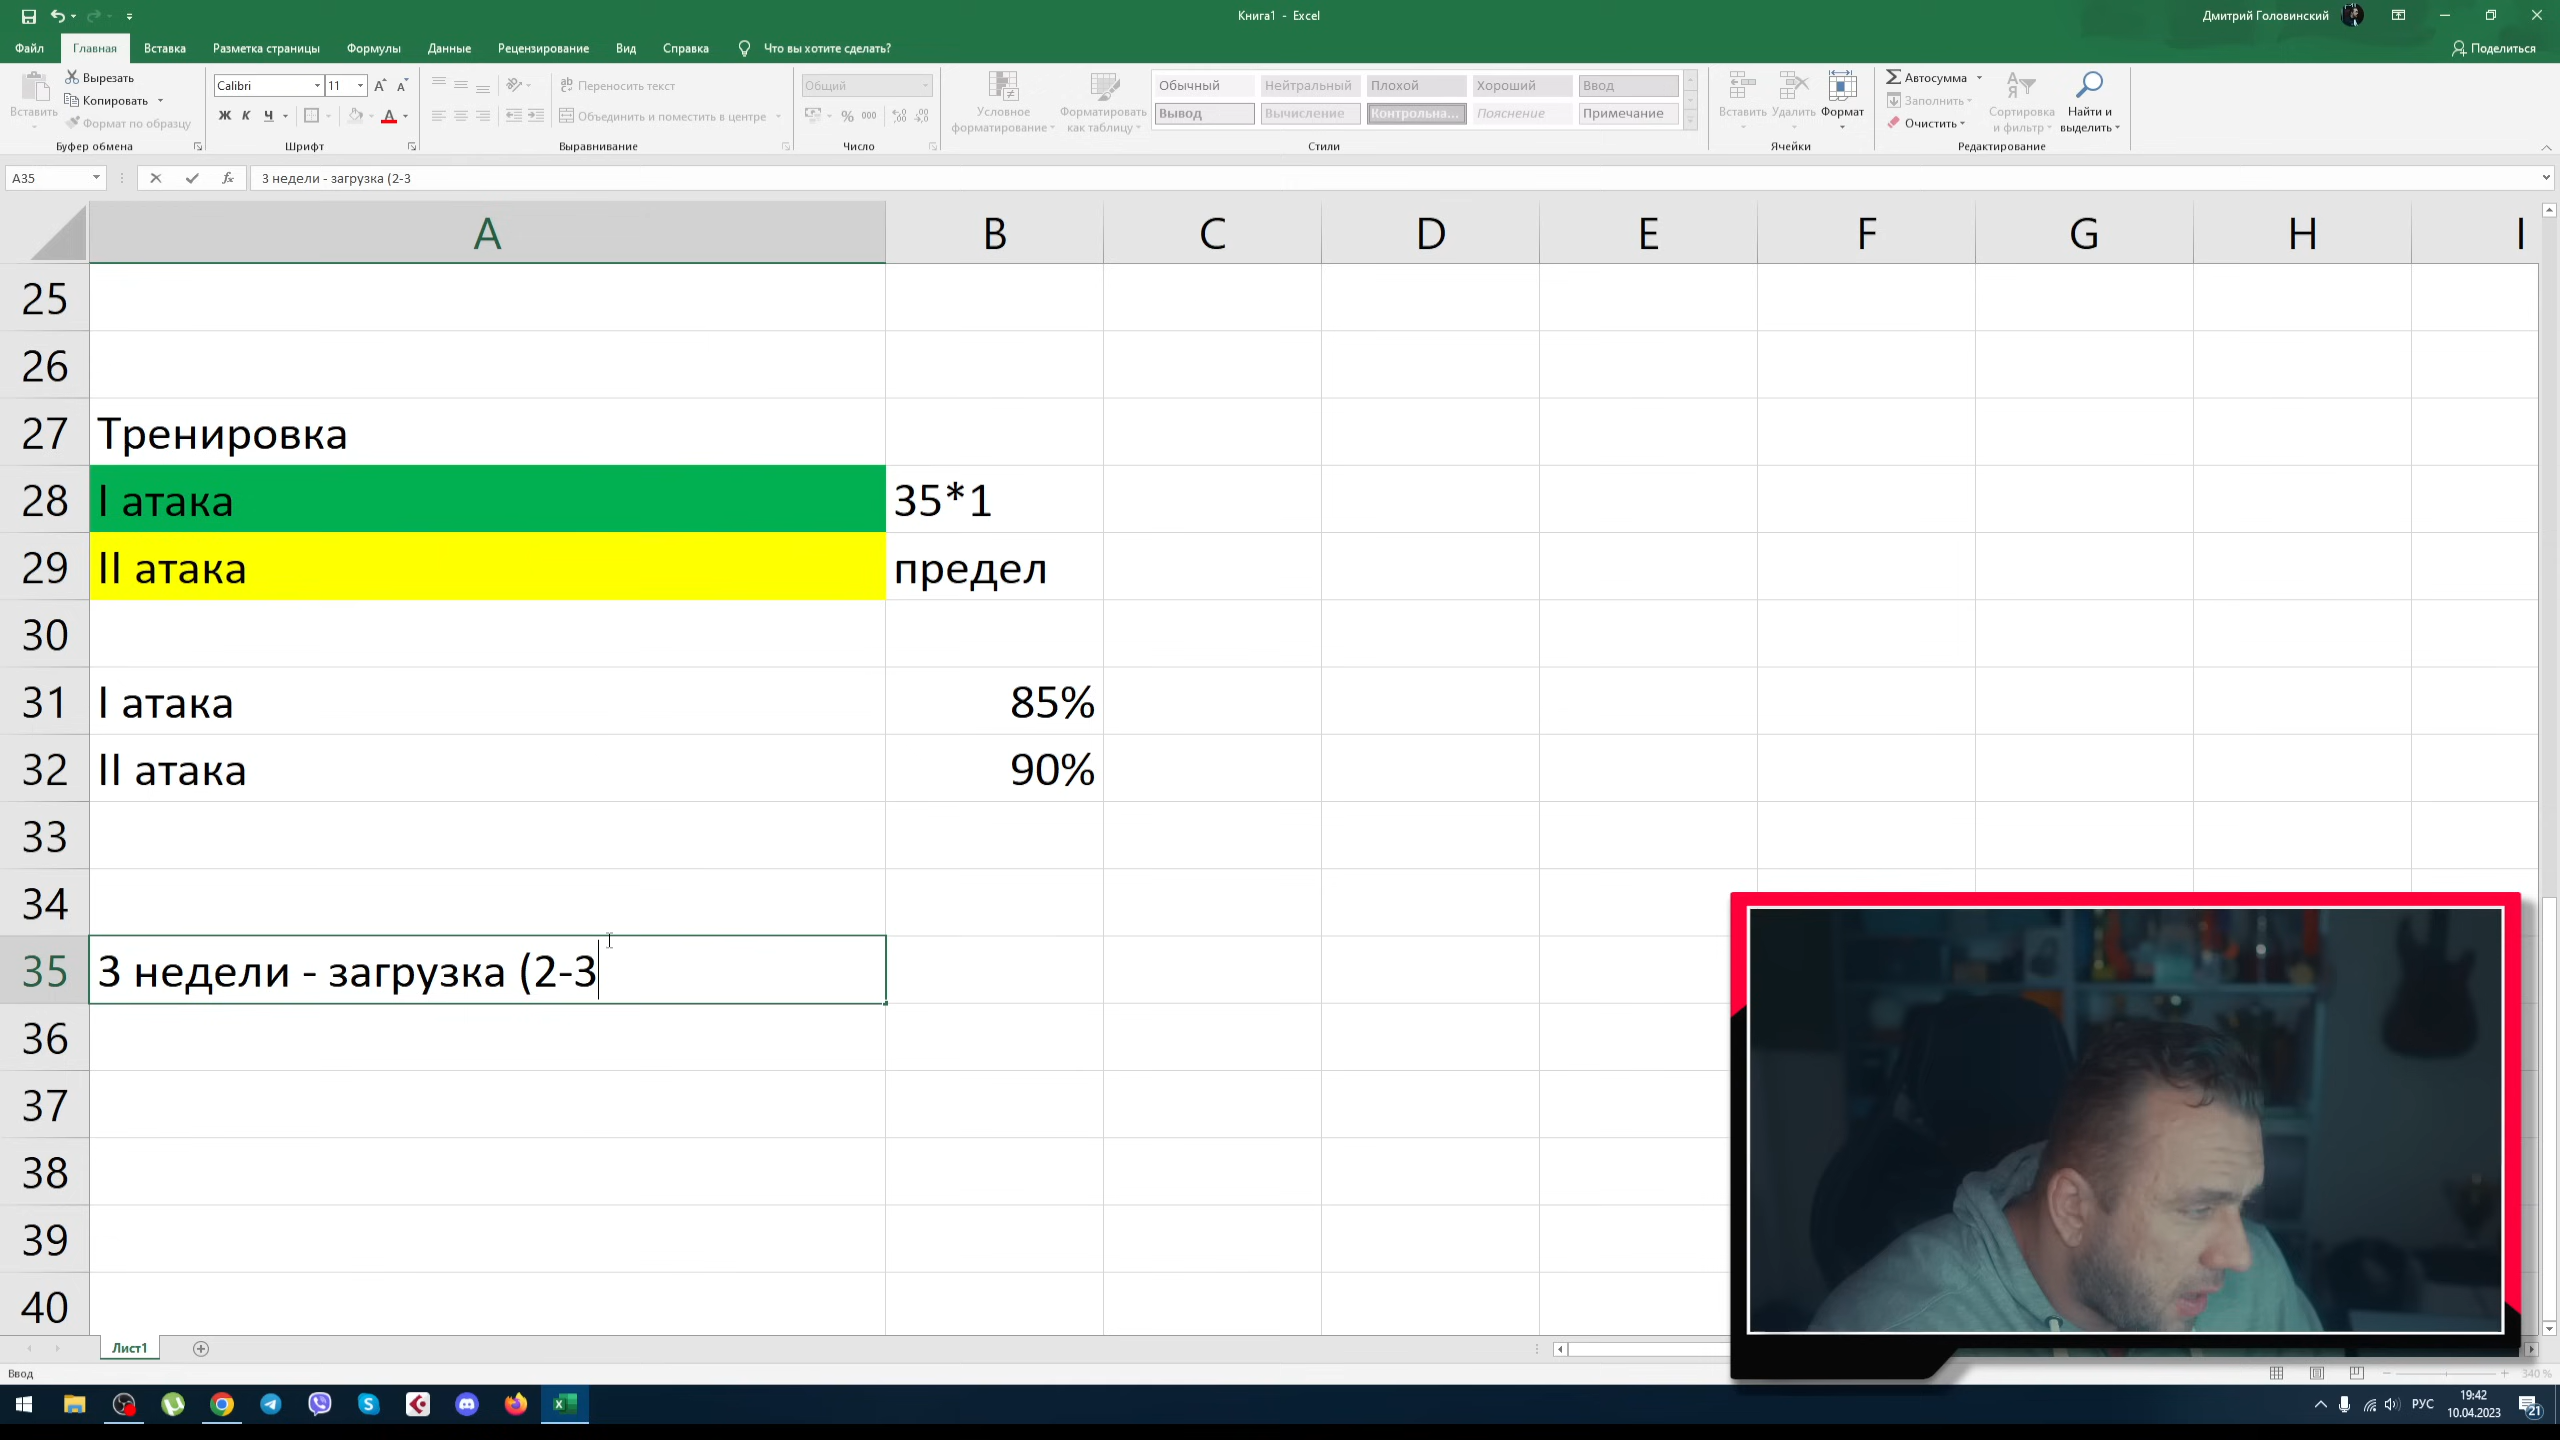 Книга1 - Excel
Дмитрий Головинский
Файл Главная Вставка Разметка страницы Формулы Данные Рецензирование Вид Справка Что вы хотите сделать? Поделиться
Вставить
Вырезать
Копировать
Формат по образцу
Буфер обмена
Calibri 11
Ж К Ч
Шрифт
Переносить текст
Объединить и поместить в центре
Выравнивание
Общий
% 000
Число
Условное форматирование
Форматировать как таблицу
Обычный Нейтральный Плохой Хороший Ввод
Вывод Вычисление Контрольна... Пояснение Примечание
Стили
Вставить Удалить Формат
Ячейки
Автосумма
Заполнить
Очистить
Сортировка и фильтр
Найти и выделить
Редактирование
A35 fx 3 недели - загрузка (2-3
A B C D E F G H I
25
26
27 Тренировка
28 I атака 35*1
29 II атака предел
30
31 I атака 85%
32 II атака 90%
33
34
35 3 недели - загрузка (2-3
36
37
38
39
40
Лист1
Ввод
340 %
РУС
19:42
10.04.2023
21